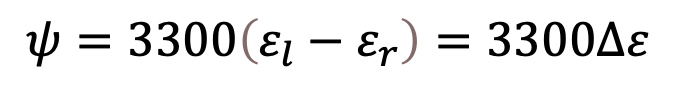 ψ = 3300(ε_l − ε_r) = 3300Δε